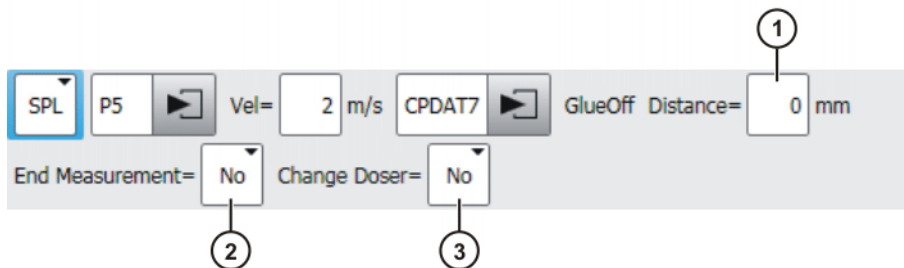 1
SPL P5 Vel= 2 m/s CPDAT7 GlueOff Distance= 0 mm
End Measurement= No Change Doser= No
2 3